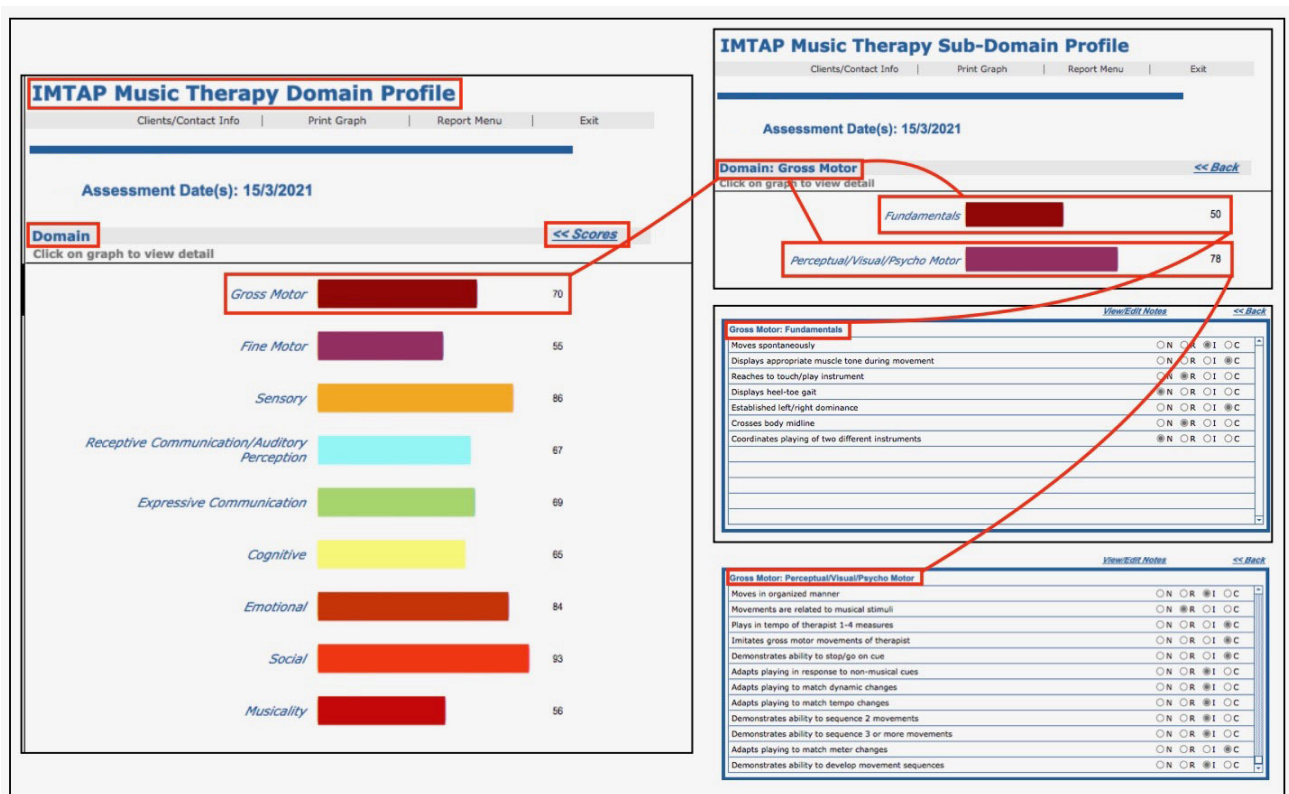 IMTAP Music Therapy Domain Profile
Clients/Contact Info | Print Graph | Report Menu | Exit
Assessment Date(s): 15/3/2021
Domain
<< Scores
Click on graph to view detail
Gross Motor 70
Fine Motor 55
Sensory 86
Receptive Communication/Auditory
Perception 67
Expressive Communication 69
Cognitive 65
Emotional 84
Social 93
Musicality 56
IMTAP Music Therapy Sub-Domain Profile
Clients/Contact Info | Print Graph | Report Menu | Exit
Assessment Date(s): 15/3/2021
Domain: Gross Motor
<< Back
Click on graph to view detail
Fundamentals 50
Perceptual/Visual/Psycho Motor 78
View/Edit Notes << Back
Gross Motor: Fundamentals
Moves spontaneously N R I C
Displays appropriate muscle tone during movement N R I C
Reaches to touch/play instrument N R I C
Displays heel-toe gait N R I C
Established left/right dominance N R I C
Crosses body midline N R I C
Coordinates playing of two different instruments N R I C
View/Edit Notes << Back
Gross Motor: Perceptual/Visual/Psycho Motor
Moves in organized manner N R I C
Movements are related to musical stimuli N R I C
Plays in tempo of therapist 1-4 measures N R I C
Imitates gross motor movements of therapist N R I C
Demonstrates ability to stop/go on cue N R I C
Adapts playing in response to non-musical cues N R I C
Adapts playing to match dynamic changes N R I C
Adapts playing to match tempo changes N R I C
Demonstrates ability to sequence 2 movements N R I C
Demonstrates ability to sequence 3 or more movements N R I C
Adapts playing to match meter changes N R I C
Demonstrates ability to develop movement sequences N R I C